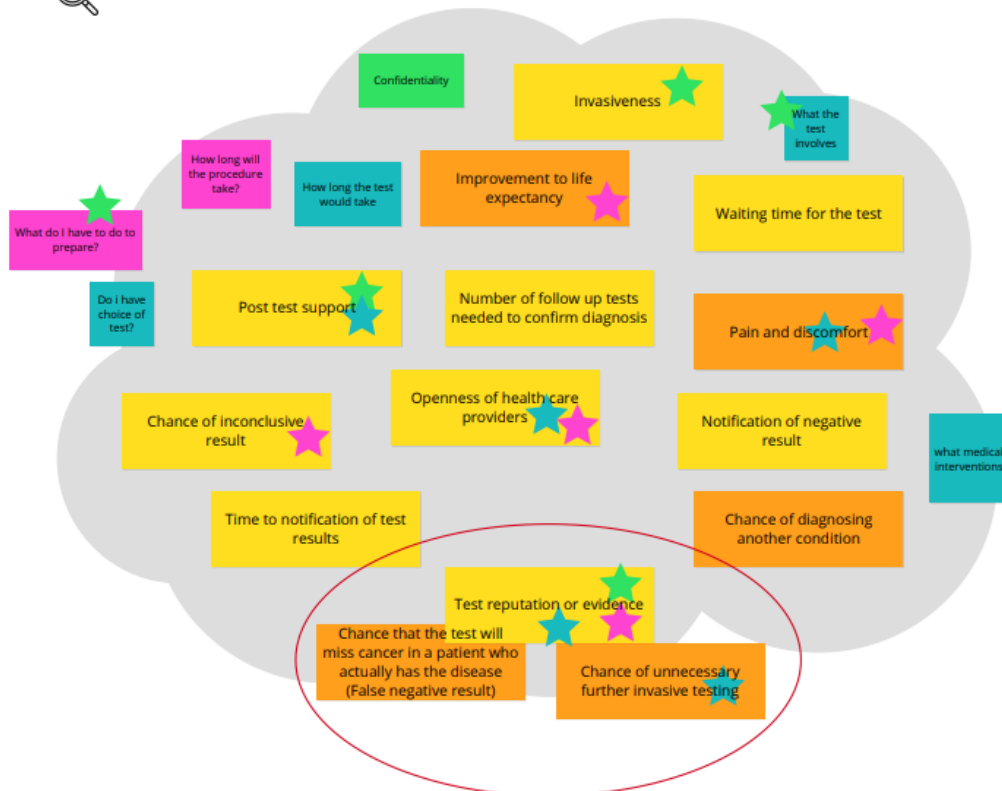 Confidentiality
Invasiveness
What the
test
involves
How long will
the procedure
take?
How long the test
would take
Improvement to life
expectancy
Waiting time for the test
What do I have to do to
prepare?
Do i have
choice of
test?
Post test support
Number of follow up tests
needed to confirm diagnosis
Pain and discomfort
Chance of inconclusive
result
Openness of health care
providers
Notification of negative
result
what medical
interventions
Time to notification of test
results
Chance of diagnosing
another condition
Test reputation or evidence
Chance that the test will
miss cancer in a patient who
actually has the disease
(False negative result)
Chance of unnecessary
further invasive testing